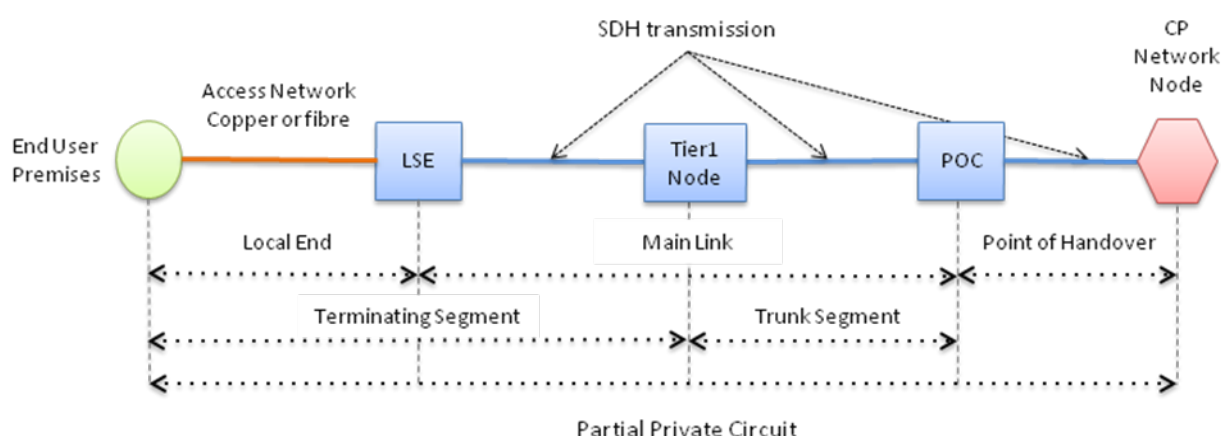 SDH transmission
CP
Network
Node
Access Network
Copper or fibre
End User
Premises
LSE
Tier1
Node
POC
Local End
Main Link
Point of Handover
Terminating Segment
Trunk Segment
Partial Private Circuit